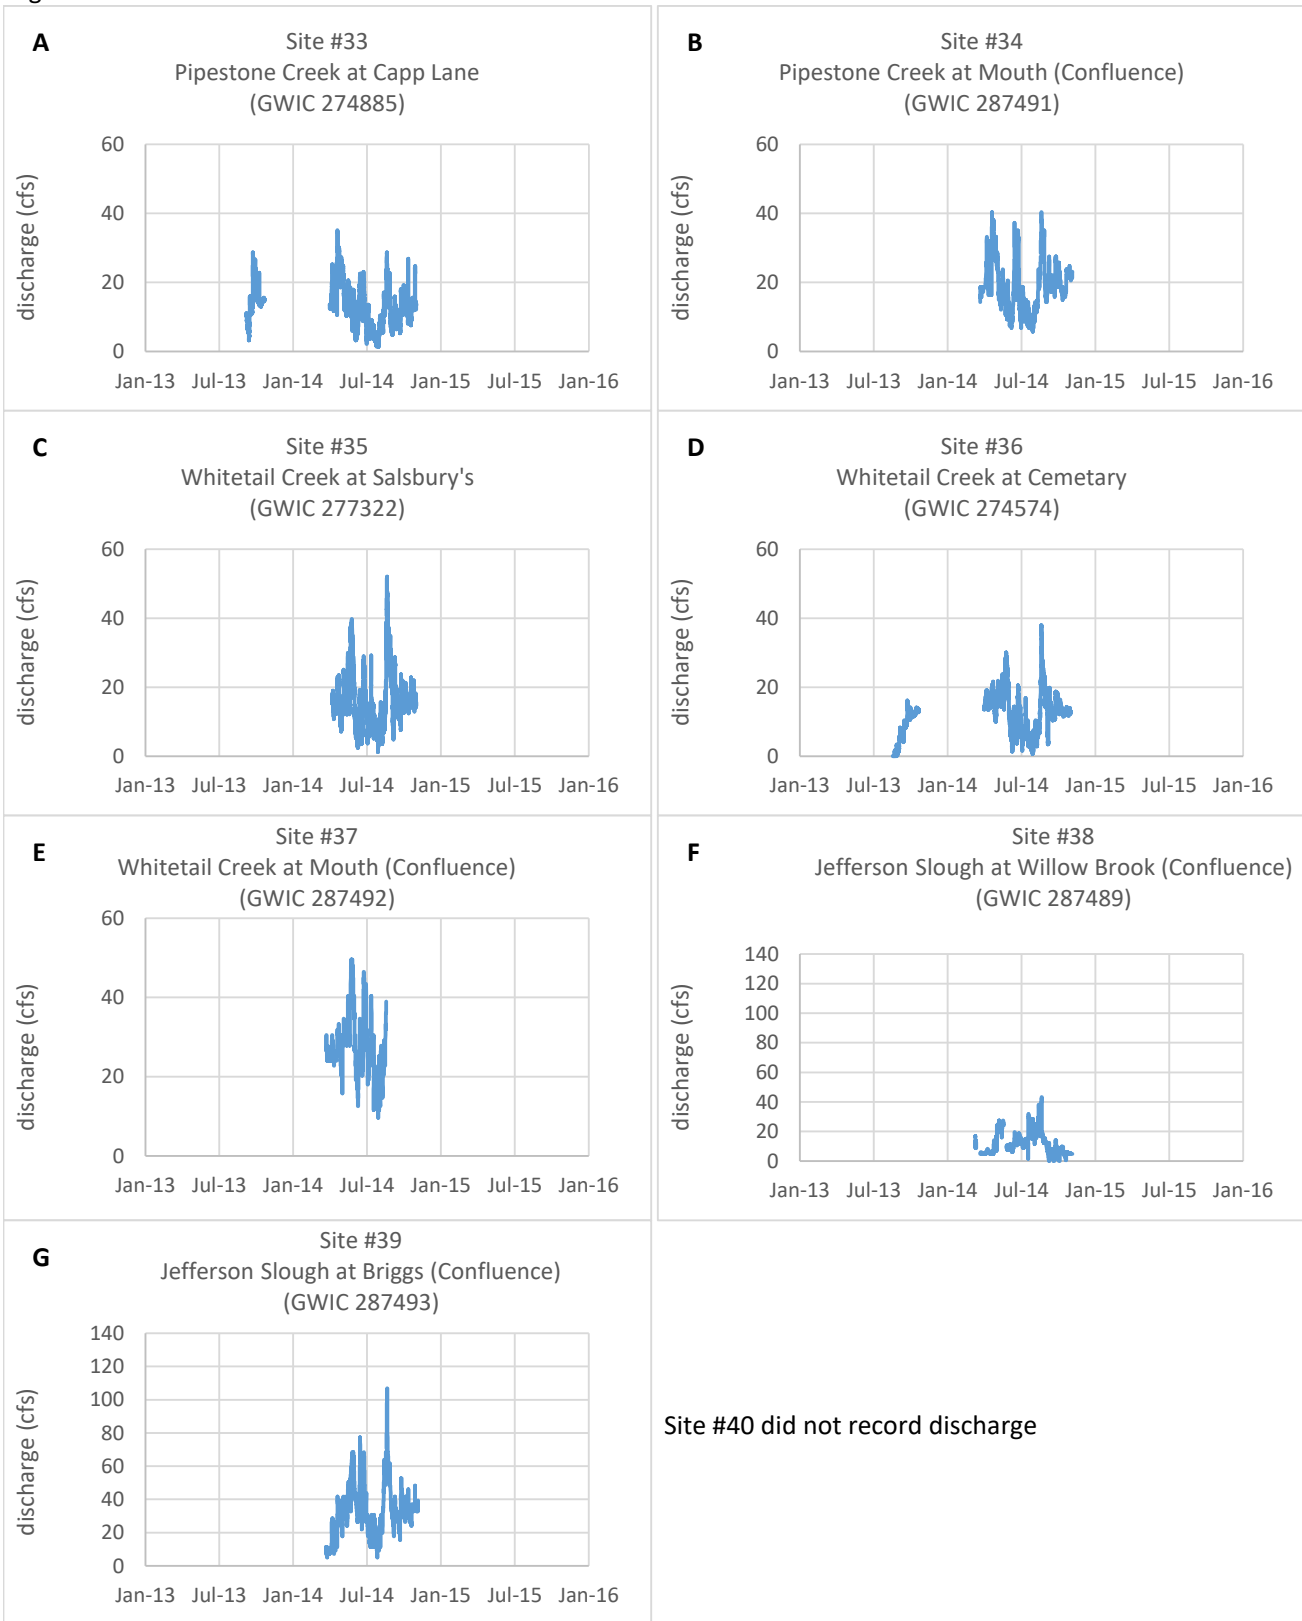 A
Site #33
Pipestone Creek at Capp Lane
(GWIC 274885)
discharge (cfs)
60
40
20
0
Jan-13 Jul-13 Jan-14 Jul-14 Jan-15 Jul-15 Jan-16
B
Site #34
Pipestone Creek at Mouth (Confluence)
(GWIC 287491)
discharge (cfs)
60
40
20
0
Jan-13 Jul-13 Jan-14 Jul-14 Jan-15 Jul-15 Jan-16
C
Site #35
Whitetail Creek at Salsbury's
(GWIC 277322)
discharge (cfs)
60
40
20
0
Jan-13 Jul-13 Jan-14 Jul-14 Jan-15 Jul-15 Jan-16
D
Site #36
Whitetail Creek at Cemetary
(GWIC 274574)
discharge (cfs)
60
40
20
0
Jan-13 Jul-13 Jan-14 Jul-14 Jan-15 Jul-15 Jan-16
E
Site #37
Whitetail Creek at Mouth (Confluence)
(GWIC 287492)
discharge (cfs)
60
40
20
0
Jan-13 Jul-13 Jan-14 Jul-14 Jan-15 Jul-15 Jan-16
F
Site #38
Jefferson Slough at Willow Brook (Confluence)
(GWIC 287489)
discharge (cfs)
140
120
100
80
60
40
20
0
Jan-13 Jul-13 Jan-14 Jul-14 Jan-15 Jul-15 Jan-16
G
Site #39
Jefferson Slough at Briggs (Confluence)
(GWIC 287493)
discharge (cfs)
140
120
100
80
60
40
20
0
Jan-13 Jul-13 Jan-14 Jul-14 Jan-15 Jul-15 Jan-16
Site #40 did not record discharge